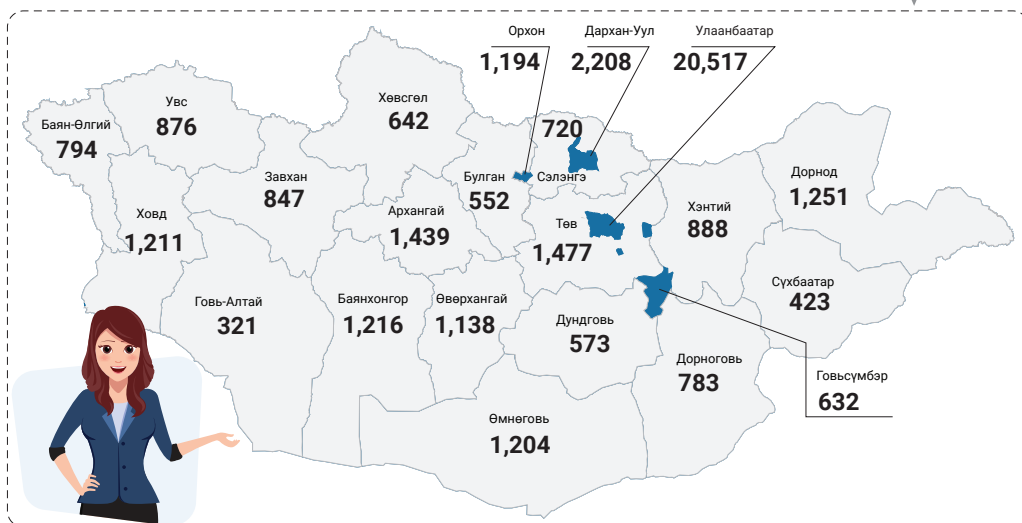 Орхон
1,194
Дархан-Уул
2,208
Улаанбаатар
20,517
Баян-Өлгий
794
Увс
876
Хөвсгөл
642
720
Сэлэнгэ
Завхан
847
Булган
552
Ховд
1,211
Архангай
1,439
Төв
1,477
Хэнтий
888
Дорнод
1,251
Говь-Алтай
321
Баянхонгор
1,216
Өвөрхангай
1,138
Дундговь
573
Сүхбаатар
423
Дорноговь
783
Говьсүмбэр
632
Өмнөговь
1,204